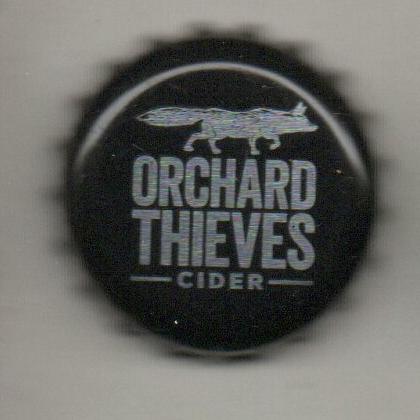 ORCHARD
THIEVES
CIDER